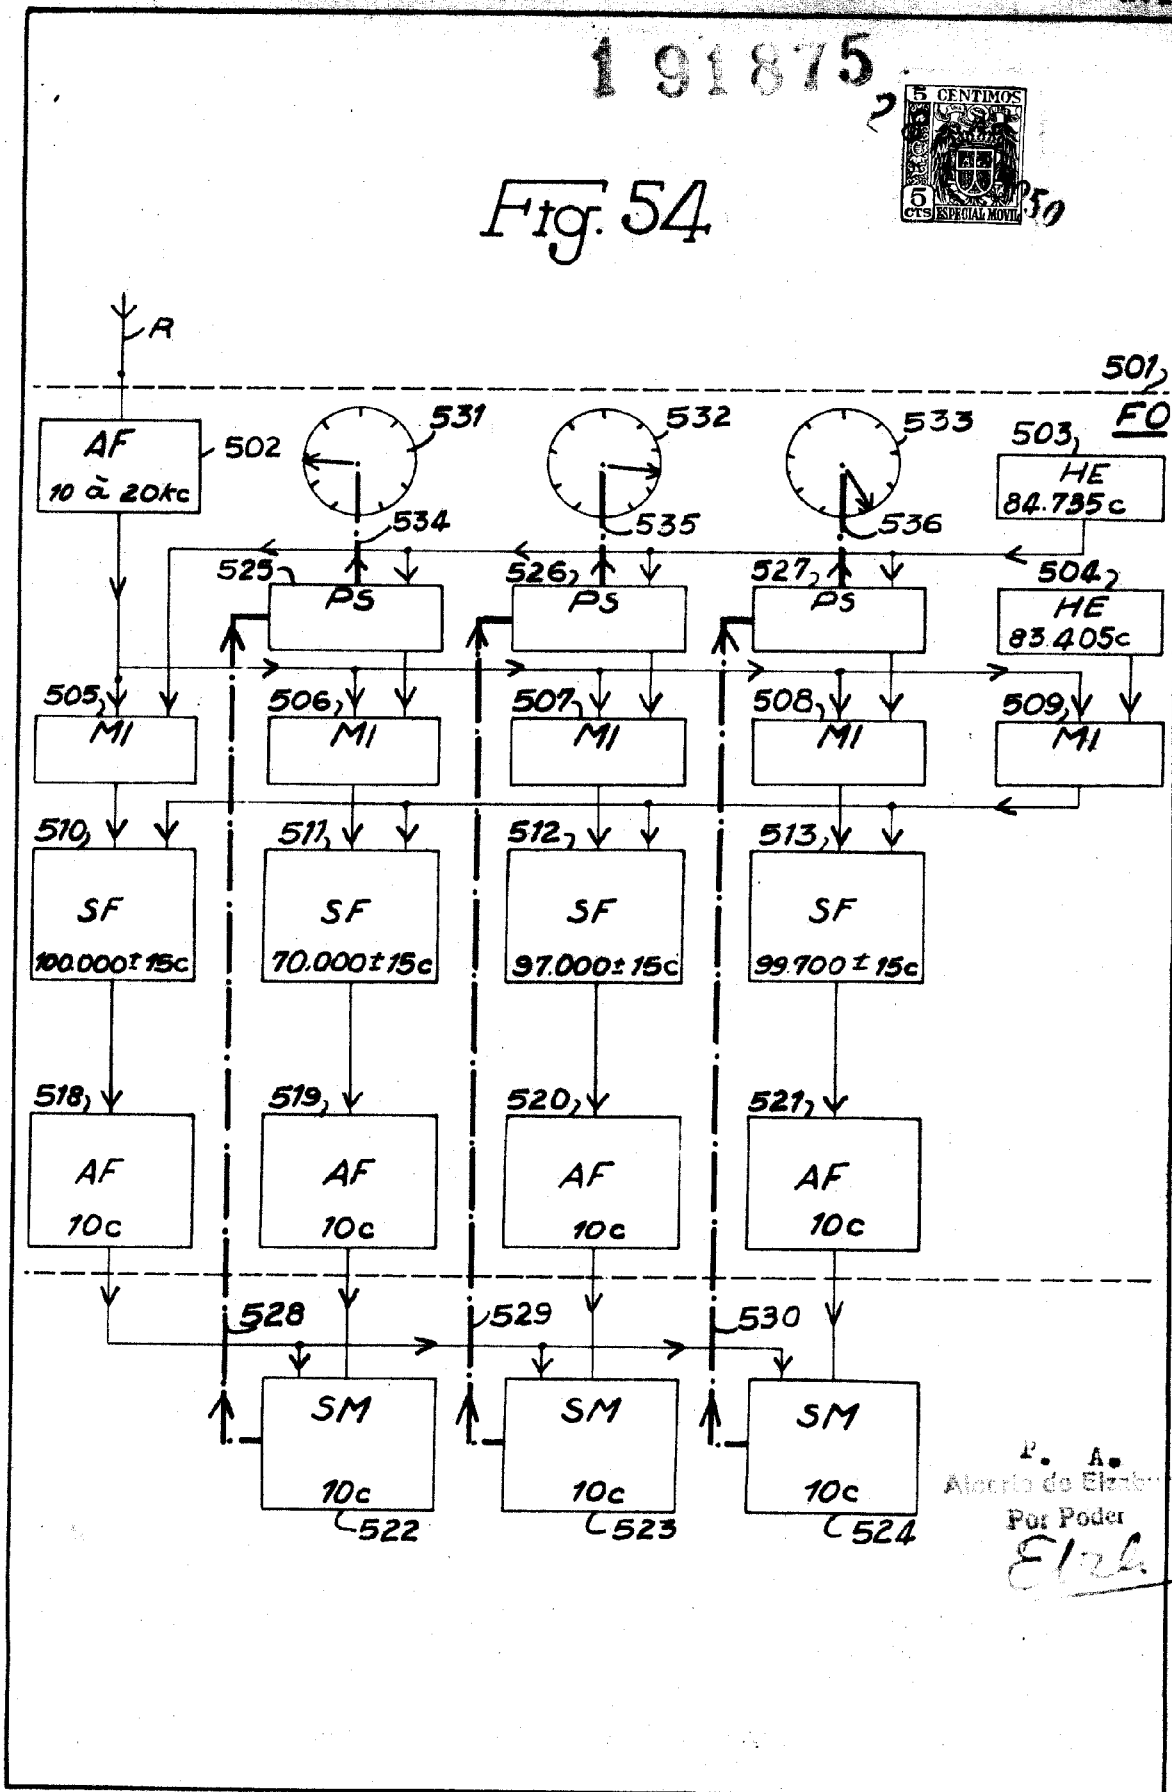 191875
5 CENTIMOS
5
CTS
ESPECIAL MOVIL
Fig. 54
R
501
FO
AF
10 à 20kc
502
531
532
533
503
HE
84.735c
534
535
536
525
PS
526
PS
527
PS
504
HE
83.405c
505
MI
506
MI
507
MI
508
MI
509
MI
510
SF
100.000±15c
511
SF
70.000±15c
512
SF
97.000±15c
513
SF
99.700±15c
518
AF
10c
519
AF
10c
520
AF
10c
521
AF
10c
528
529
530
SM
10c
522
SM
10c
523
SM
10c
524
P. A.
de
Por Poder